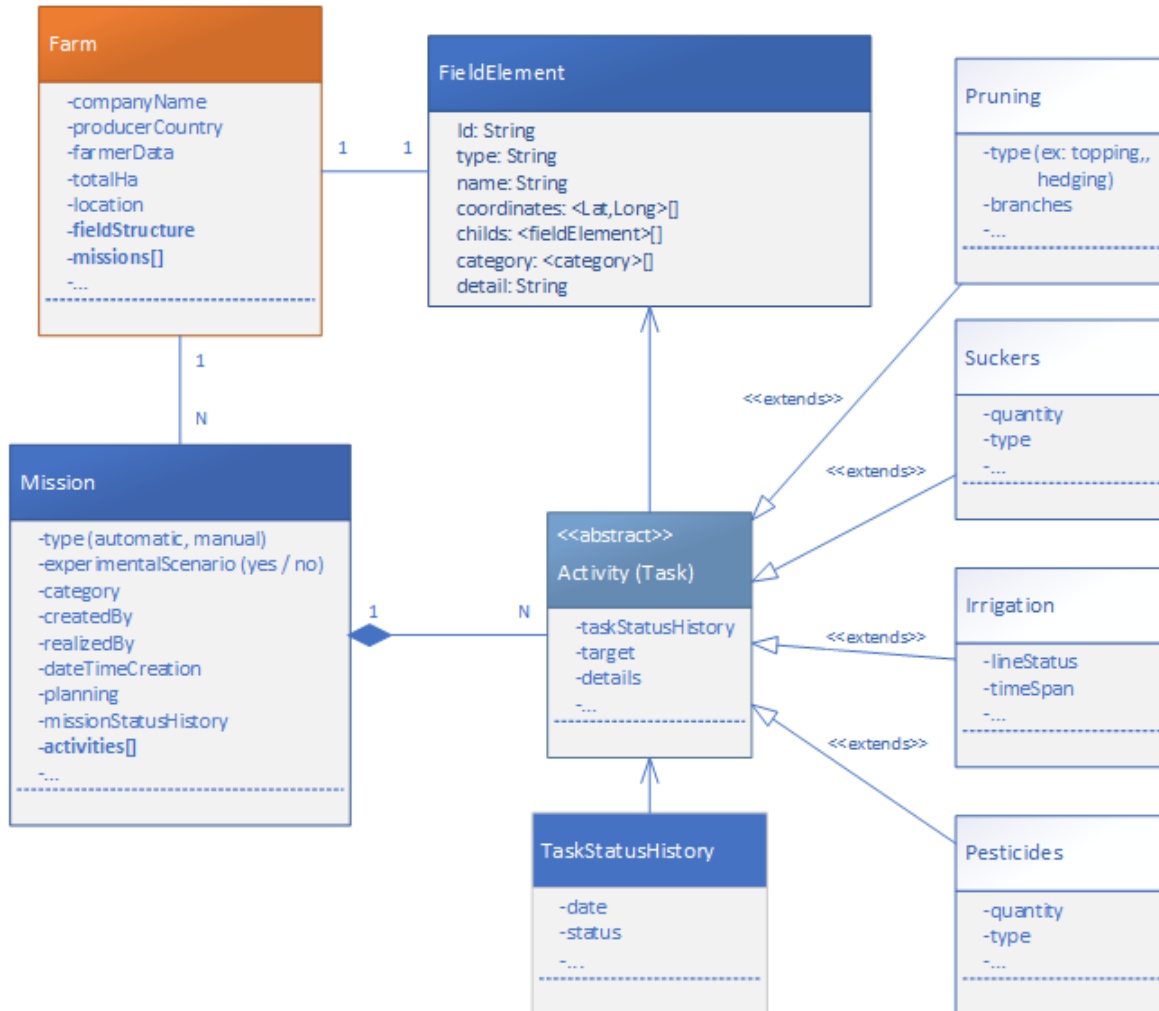 Farm
-companyName
-producerCountry
-farmerData
-totalHa
-location
-fieldStructure
-missions[]
-...
1
1
FieldElement
Id: String
type: String
name: String
coordinates: <Lat,Long>[]
childs: <fieldElement>[]
category: <category>[]
detail: String
Pruning
-type (ex: topping,,
hedging)
-branches
-...
1
N
<<extends>>
Suckers
-quantity
-type
-...
<<extends>>
Mission
-type (automatic, manual)
-experimentalScenario (yes / no)
-category
-createdBy
-realizedBy
-dateTimeCreation
-planning
-missionStatusHistory
-activities[]
-...
1
N
<<abstract>>
Activity (Task)
-taskStatusHistory
-target
-details
-...
<<extends>>
Irrigation
-lineStatus
-timeSpan
-...
<<extends>>
TaskStatusHistory
-date
-status
-...
Pesticides
-quantity
-type
-...